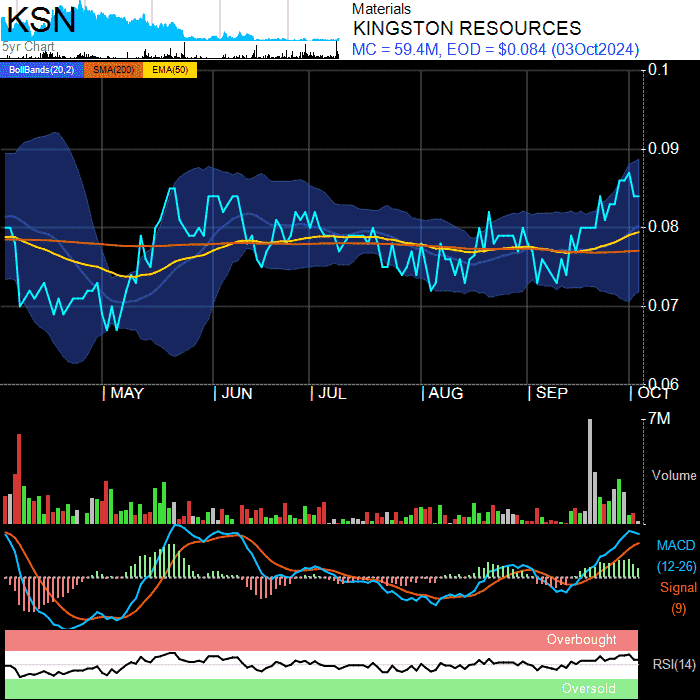 KSN
5yr Chart
Materials
KINGSTON RESOURCES
MC = 59.4M, EOD = $0.084 (03Oct2024)
BollBands(20,2) SMA(200) EMA(50)
0.1
0.09
0.08
0.07
0.06
MAY JUN JUL AUG SEP OCT
7M
Volume
MACD
(12-26)
Signal
(9)
Overbought
RSI(14)
Oversold